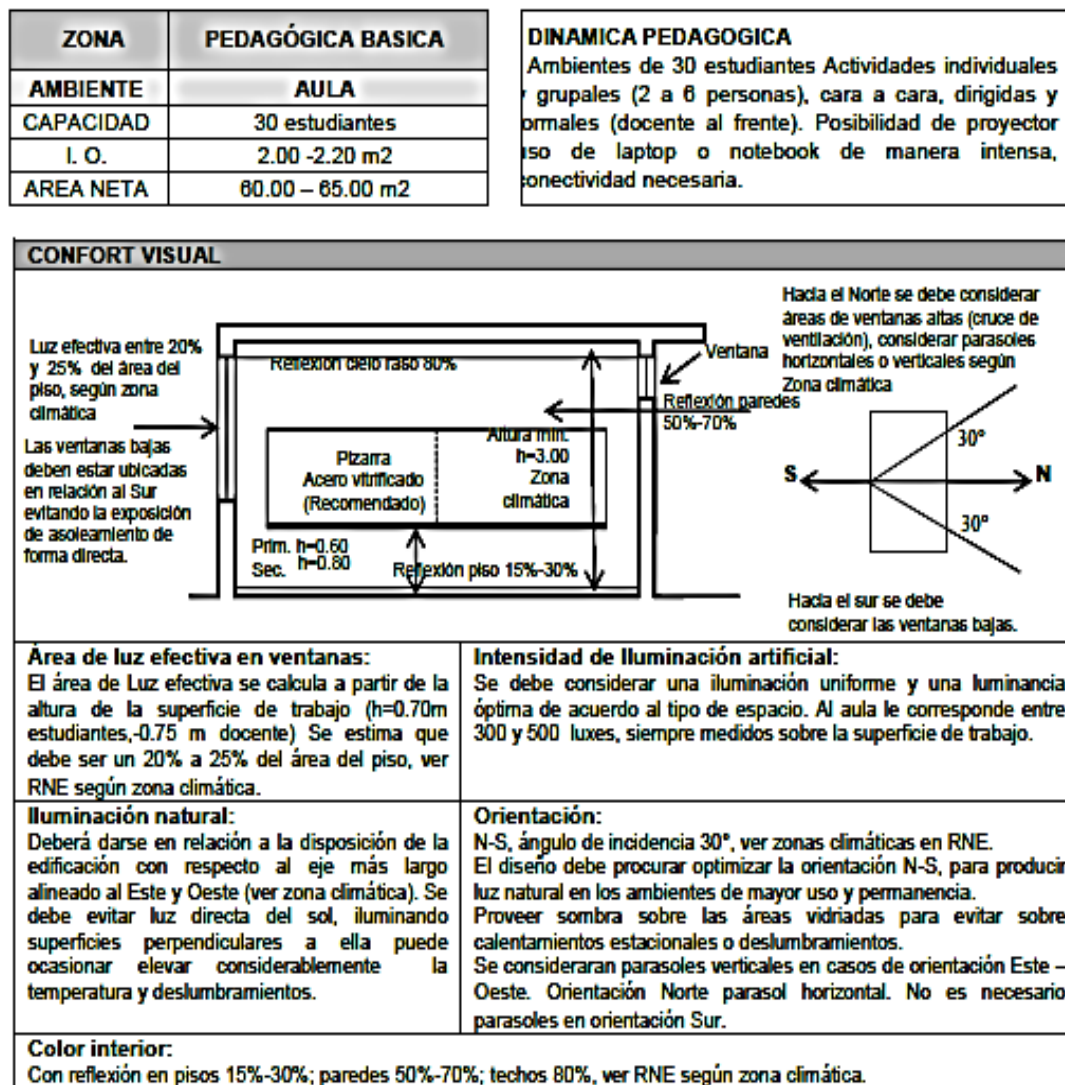 ZONA PEDAGÓGICA BASICA
AMBIENTE AULA
CAPACIDAD 30 estudiantes
I. O. 2.00 -2.20 m2
AREA NETA 60.00 – 65.00 m2
DINAMICA PEDAGOGICA
Ambientes de 30 estudiantes Actividades individuales
grupales (2 a 6 personas), cara a cara, dirigidas y
ormales (docente al frente). Posibilidad de proyector
so de laptop o notebook de manera intensa,
onectividad necesaria.
CONFORT VISUAL
Luz efectiva entre 20%
y 25% del área del
piso, según zona
climática
Las ventanas bajas
deben estar ubicadas
en relación al Sur
evitando la exposición
de asoleamiento de
forma directa.
Reflexión cielo raso 80%
Ventana
Reflexión paredes
50%-70%
Pizarra
Acero vitrificado
(Recomendado)
Altura min.
h=3.00
Zona
climática
Prim. h=0.60
Sec. h=0.80
Reflexión piso 15%-30%
Hacia el Norte se debe considerar
áreas de ventanas altas (cruce de
ventilación), considerar parasoles
horizontales o verticales según
Zona climática
30°
S
N
30°
Hacia el sur se debe
considerar las ventanas bajas.
Área de luz efectiva en ventanas:
El área de Luz efectiva se calcula a partir de la
altura de la superficie de trabajo (h=0.70m
estudiantes,-0.75 m docente) Se estima que
debe ser un 20% a 25% del área del piso, ver
RNE según zona climática.
Intensidad de Iluminación artificial:
Se debe considerar una iluminación uniforme y una luminancia
óptima de acuerdo al tipo de espacio. Al aula le corresponde entre
300 y 500 luxes, siempre medidos sobre la superficie de trabajo.
Iluminación natural:
Deberá darse en relación a la disposición de la
edificación con respecto al eje más largo
alineado al Este y Oeste (ver zona climática). Se
debe evitar luz directa del sol, iluminando
superficies perpendiculares a ella puede
ocasionar elevar considerablemente la
temperatura y deslumbramientos.
Orientación:
N-S, ángulo de incidencia 30°, ver zonas climáticas en RNE.
El diseño debe procurar optimizar la orientación N-S, para producir
luz natural en los ambientes de mayor uso y permanencia.
Proveer sombra sobre las áreas vidriadas para evitar sobre
calentamientos estacionales o deslumbramientos.
Se consideraran parasoles verticales en casos de orientación Este –
Oeste. Orientación Norte parasol horizontal. No es necesario
parasoles en orientación Sur.
Color interior:
Con reflexión en pisos 15%-30%; paredes 50%-70%; techos 80%, ver RNE según zona climática.